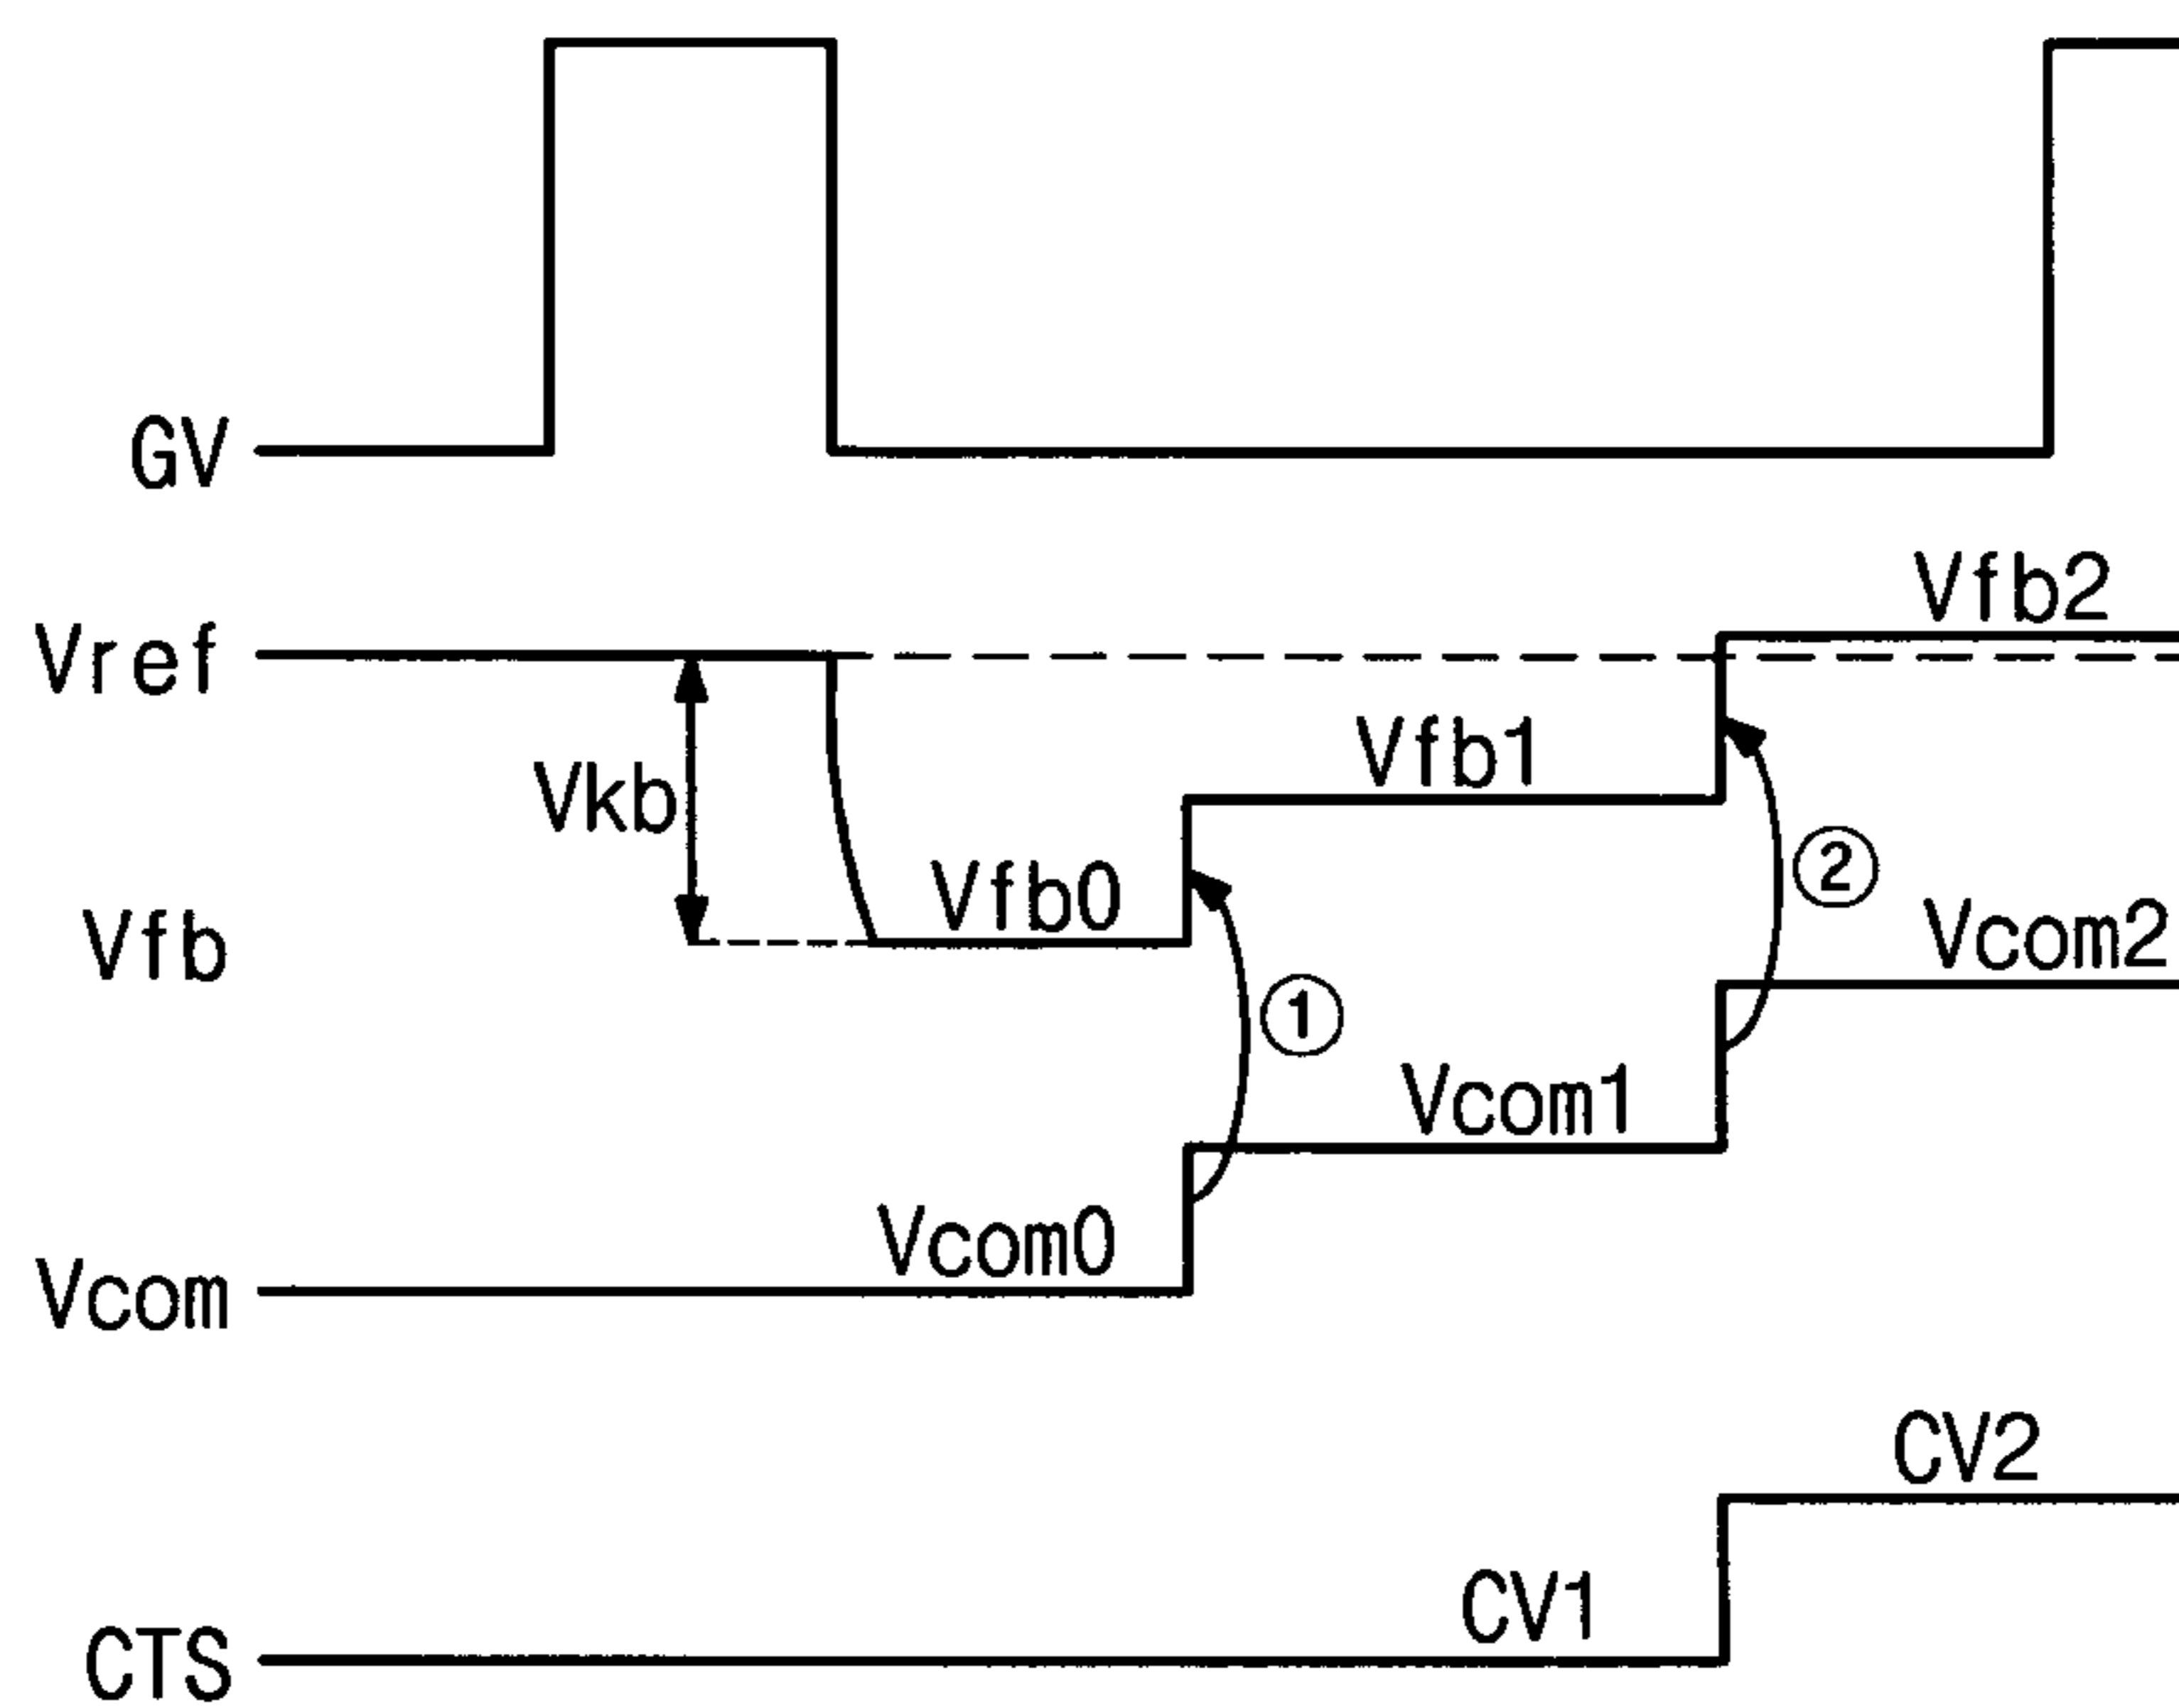 GV
Vfb2
Vref
Vfb1
Vkb
Vfb0
②
Vfb
Vcom2
①
Vcom1
Vcom0
Vcom
CV2
CV1
CTS